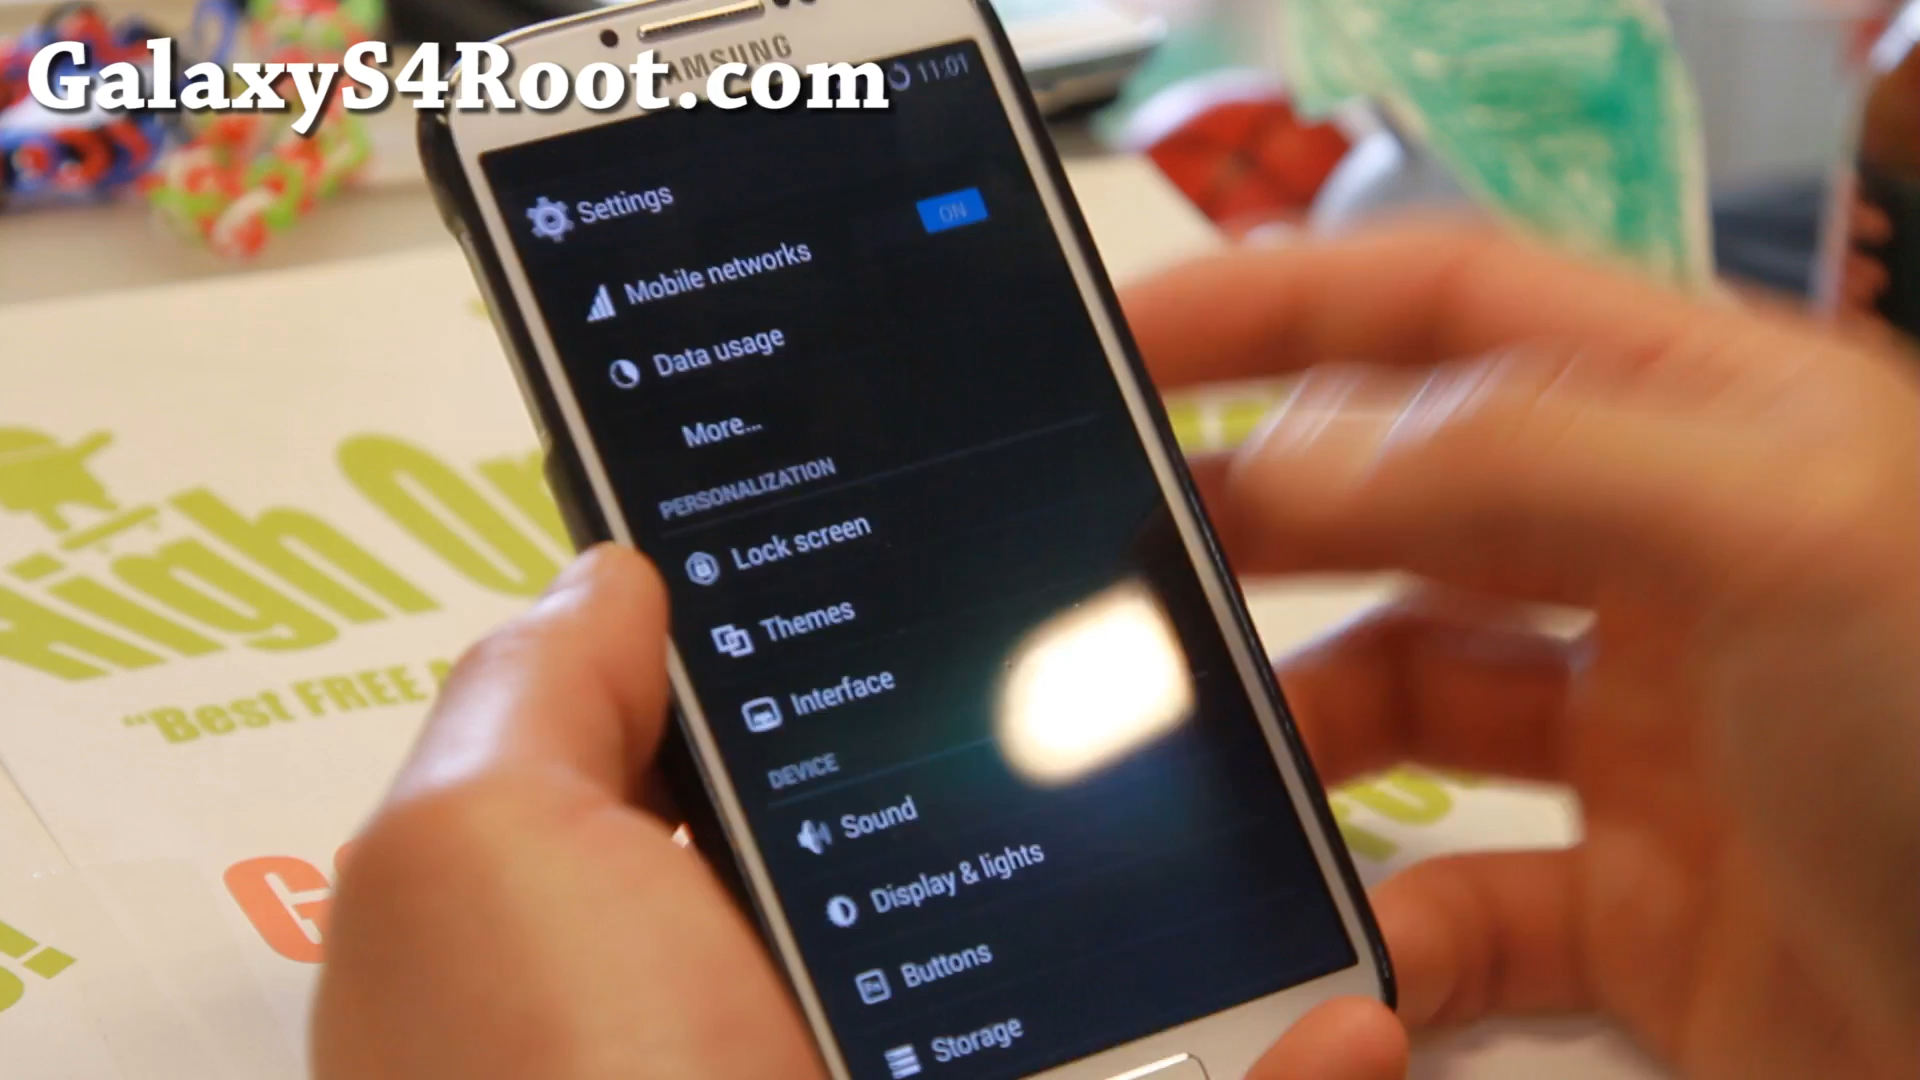 GalaxyS4Root.com
SAMSUNG
11:01
Settings
ON
Mobile networks
Data usage
More...
PERSONALIZATION
Lock screen
Themes
Interface
DEVICE
Sound
Display & lights
Buttons
Storage
High
"Best FREE